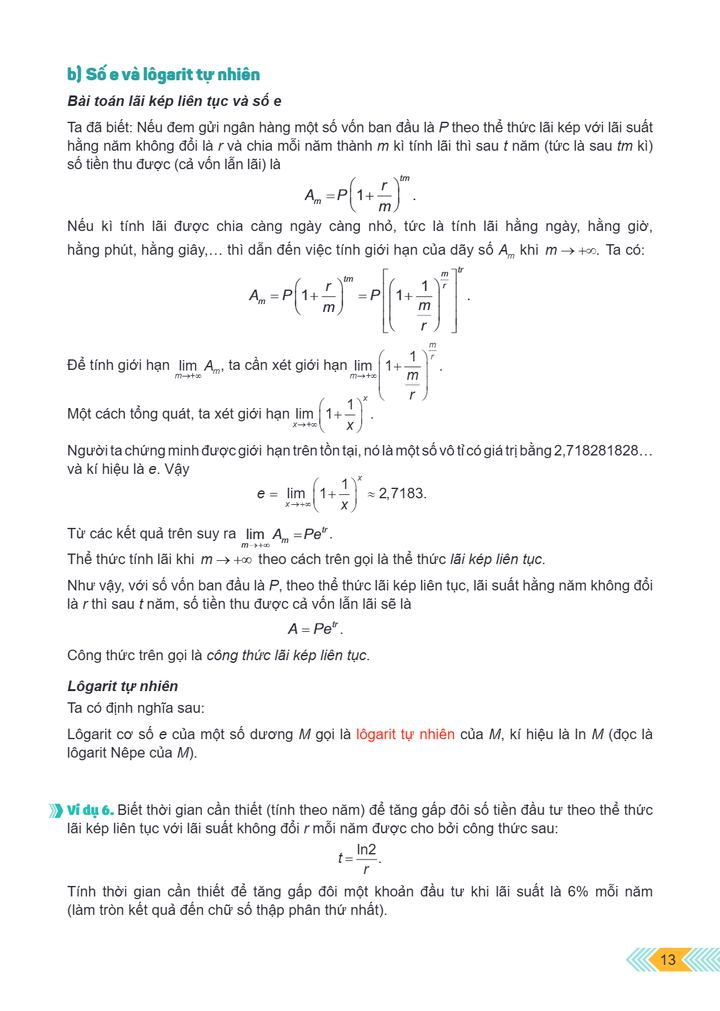 b) Số e và lôgarit tự nhiên
Bài toán lãi kép liên tục và số e
Ta đã biết: Nếu đem gửi ngân hàng một số vốn ban đầu là P theo thể thức lãi kép với lãi suất
hằng năm không đổi là r và chia mỗi năm thành m kì tính lãi thì sau t năm (tức là sau tm kì)
số tiền thu được (cả vốn lẫn lãi) là
A_m = P(1 + r/m)^{tm}.
Nếu kì tính lãi được chia càng ngày càng nhỏ, tức là tính lãi hằng ngày, hằng giờ,
hằng phút, hằng giây,… thì dẫn đến việc tính giới hạn của dãy số A_m khi m → +∞. Ta có:
A_m = P(1 + r/m)^{tm} = P[(1 + 1/(m/r))^{m/r}]^{tr}.
Để tính giới hạn lim_{m→+∞} A_m, ta cần xét giới hạn lim_{m→+∞} (1 + 1/(m/r))^{m/r}.
Một cách tổng quát, ta xét giới hạn lim_{x→+∞} (1 + 1/x)^x.
Người ta chứng minh được giới hạn trên tồn tại, nó là một số vô tỉ có giá trị bằng 2,718281828…
và kí hiệu là e. Vậy
e = lim_{x→+∞} (1 + 1/x)^x ≈ 2,7183.
Từ các kết quả trên suy ra lim_{m→+∞} A_m = Pe^{tr}.
Thể thức tính lãi khi m → +∞ theo cách trên gọi là thể thức lãi kép liên tục.
Như vậy, với số vốn ban đầu là P, theo thể thức lãi kép liên tục, lãi suất hằng năm không đổi
là r thì sau t năm, số tiền thu được cả vốn lẫn lãi sẽ là
A = Pe^{tr}.
Công thức trên gọi là công thức lãi kép liên tục.
Lôgarit tự nhiên
Ta có định nghĩa sau:
Lôgarit cơ số e của một số dương M gọi là lôgarit tự nhiên của M, kí hiệu là ln M (đọc là
lôgarit Nêpe của M).
Ví dụ 6. Biết thời gian cần thiết (tính theo năm) để tăng gấp đôi số tiền đầu tư theo thể thức
lãi kép liên tục với lãi suất không đổi r mỗi năm được cho bởi công thức sau:
t = ln2/r.
Tính thời gian cần thiết để tăng gấp đôi một khoản đầu tư khi lãi suất là 6% mỗi năm
(làm tròn kết quả đến chữ số thập phân thứ nhất).
13